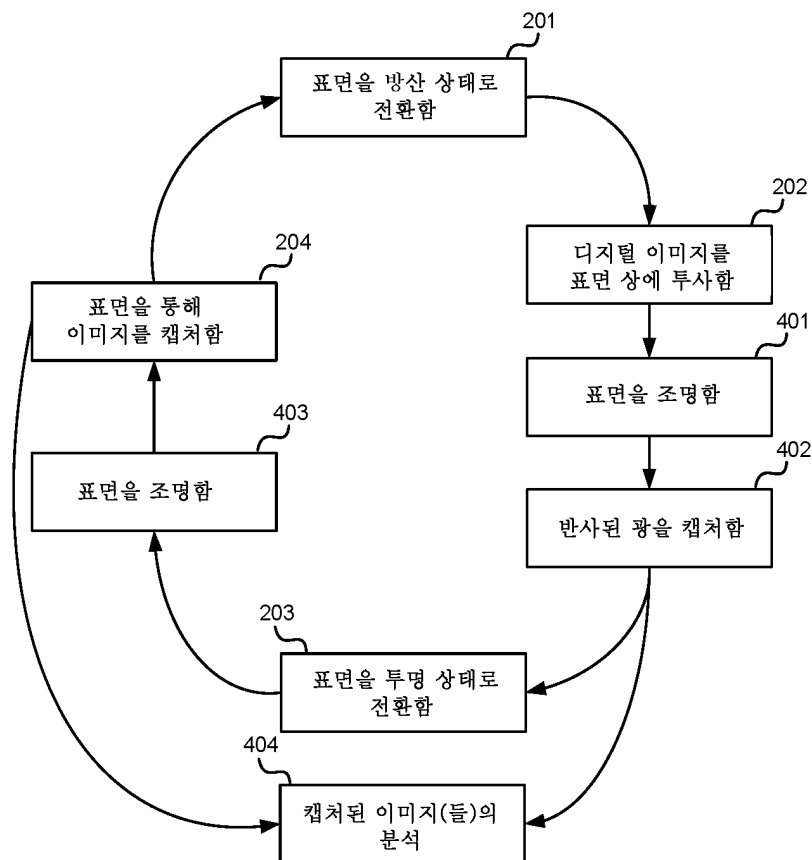 201
표면을 방산 상태로
전환함
202
디지털 이미지를
표면 상에 투사함
204
표면을 통해
이미지를 캡처함
401
표면을 조명함
403
표면을 조명함
402
반사된 광을 캡처함
203
표면을 투명 상태로
전환함
404
캡처된 이미지(들)의
분석